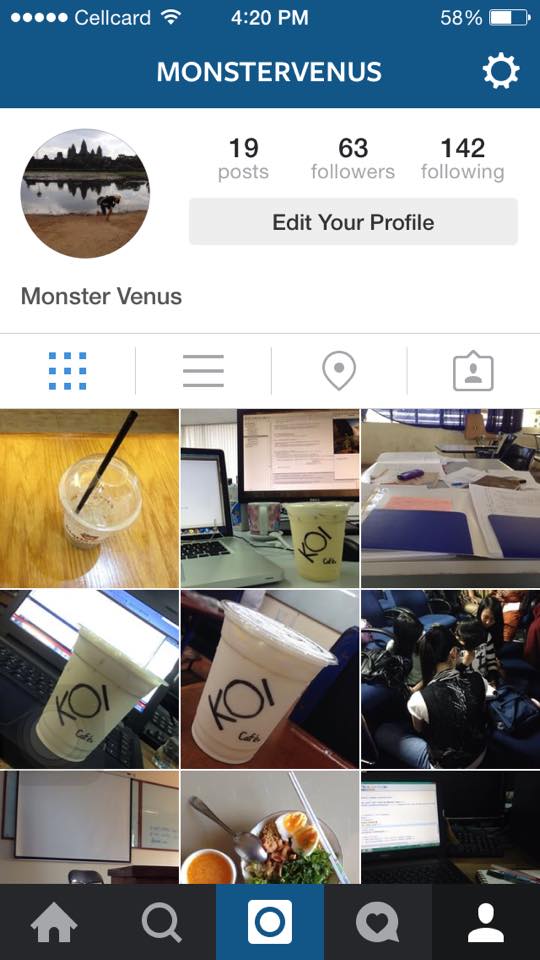 Cellcard 4:20 PM 58%
MONSTERVENUS
19 63 142
posts followers following
Edit Your Profile
Monster Venus
KOI
Café
DELL
KOI
Café
KOI
Café